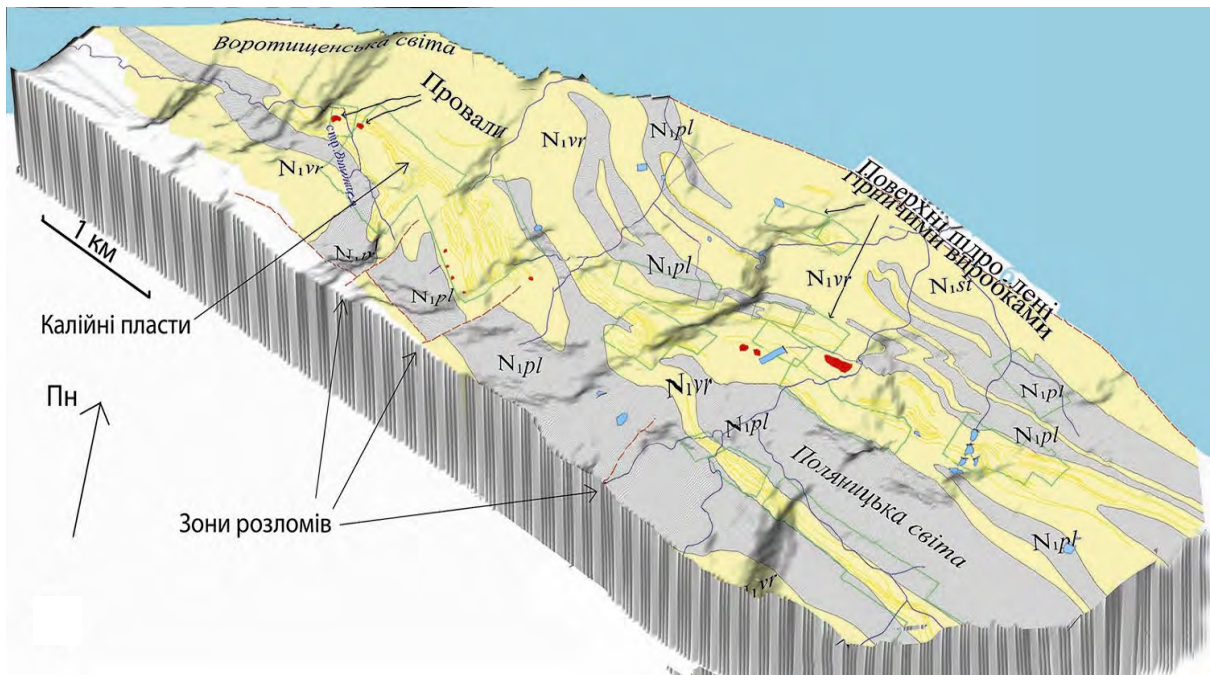 Воротищенська світа
Провали
N₁vr
N₁pl
N₁vr
Поверхні підроблені
гірничими виробками
1 км
N₁pl
N₁vr
N₁st
Калійні пласти
N₁pl
N₁pl
N₁pl
N₁vr
N₁pl
N₁pl
Пн
N₁pl
Поляницька світа
Зони розломів
N₁pl
N₁vr